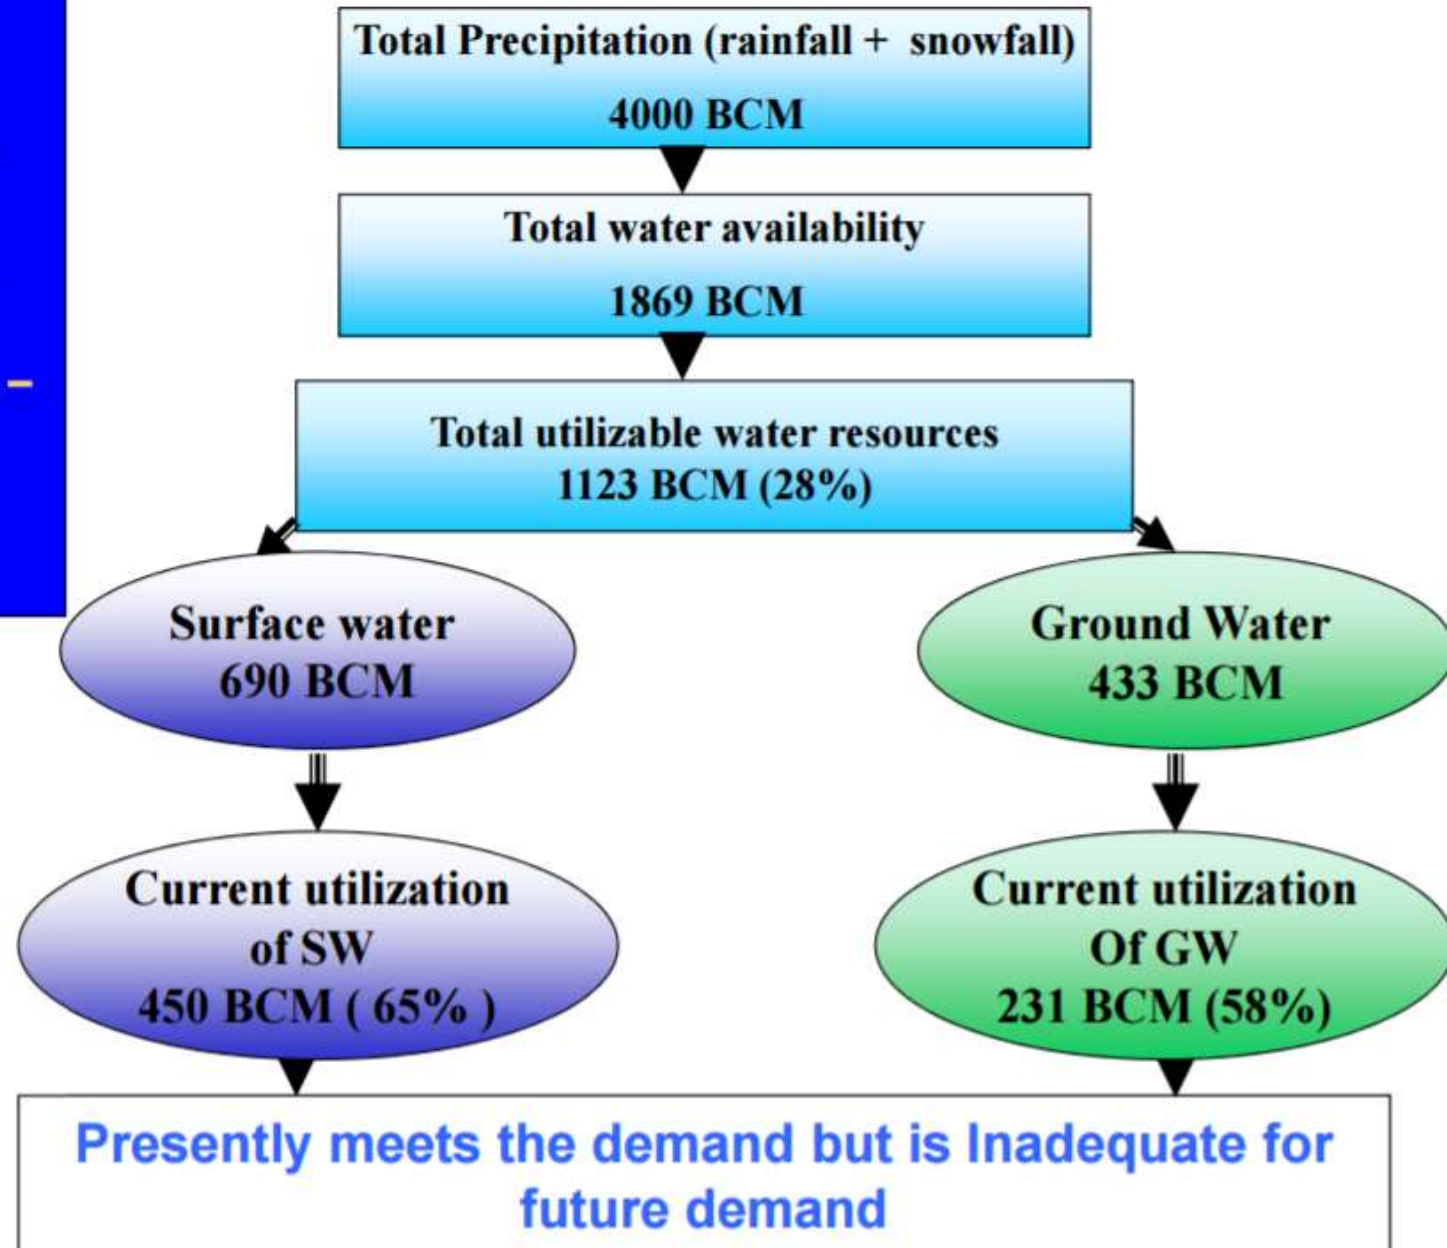 Total Precipitation (rainfall + snowfall)
4000 BCM
Total water availability
1869 BCM
Total utilizable water resources
1123 BCM (28%)
Surface water
690 BCM
Ground Water
433 BCM
Current utilization
of SW
450 BCM ( 65% )
Current utilization
Of GW
231 BCM (58%)
Presently meets the demand but is Inadequate for
future demand